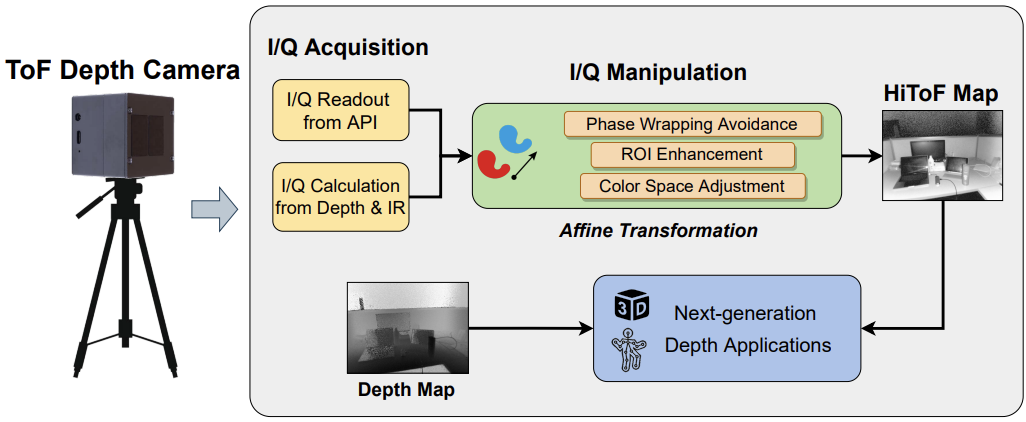 ToF Depth Camera
I/Q Acquisition
I/Q Readout
from API
I/Q Calculation
from Depth & IR
I/Q Manipulation
Phase Wrapping Avoidance
ROI Enhancement
Color Space Adjustment
Affine Transformation
HiToF Map
Depth Map
3D
Next-generation
Depth Applications